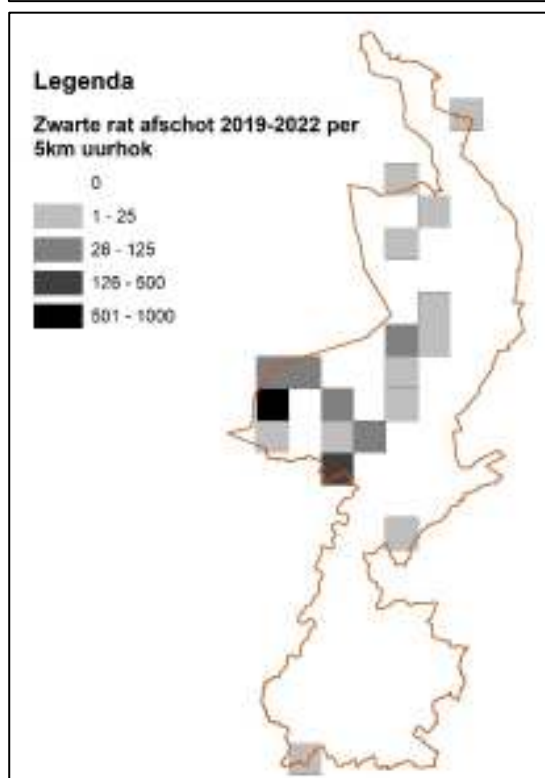 Legenda
Zwarte rat afschot 2019-2022 per
5km uurhok
0
1 - 25
26 - 125
126 - 500
501 - 1000